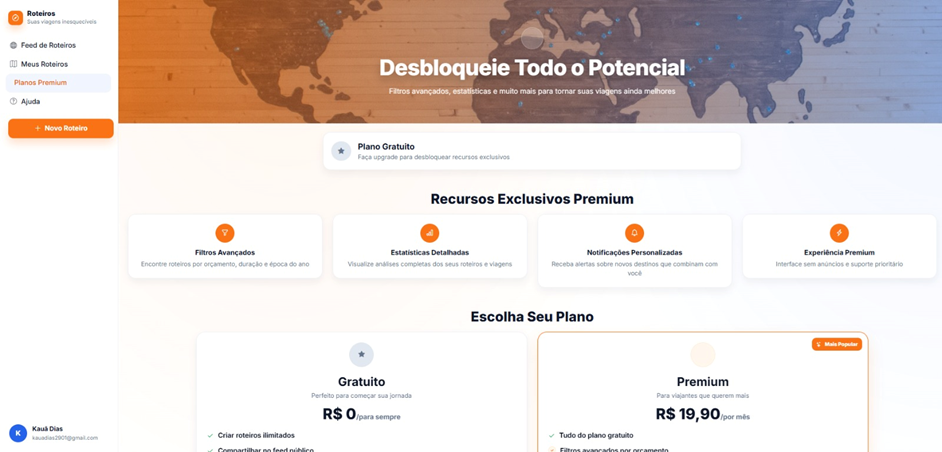 Roteiros
Suas viagens inesquecíveis
Feed de Roteiros
Meus Roteiros
Planos Premium
Ajuda
+ Novo Roteiro
K
Kauã Dias
kauadias2901@gmail.com
Desbloqueie Todo o Potencial
Filtros avançados, estatísticas e muito mais para tornar suas viagens ainda melhores
Plano Gratuito
Faça upgrade para desbloquear recursos exclusivos
Recursos Exclusivos Premium
Filtros Avançados
Encontre roteiros por orçamento, duração e época do ano
Estatísticas Detalhadas
Visualize análises completas dos seus roteiros e viagens
Notificações Personalizadas
Receba alertas sobre novos destinos que combinam com
você
Experiência Premium
Interface sem anúncios e suporte prioritário
Escolha Seu Plano
Gratuito
Perfeito para começar sua jornada
R$ 0/para sempre
Criar roteiros ilimitados
Compartilhar no feed público
Mais Popular
Premium
Para viajantes que querem mais
R$ 19,90/por mês
Tudo do plano gratuito
Filtros avançados por orçamento